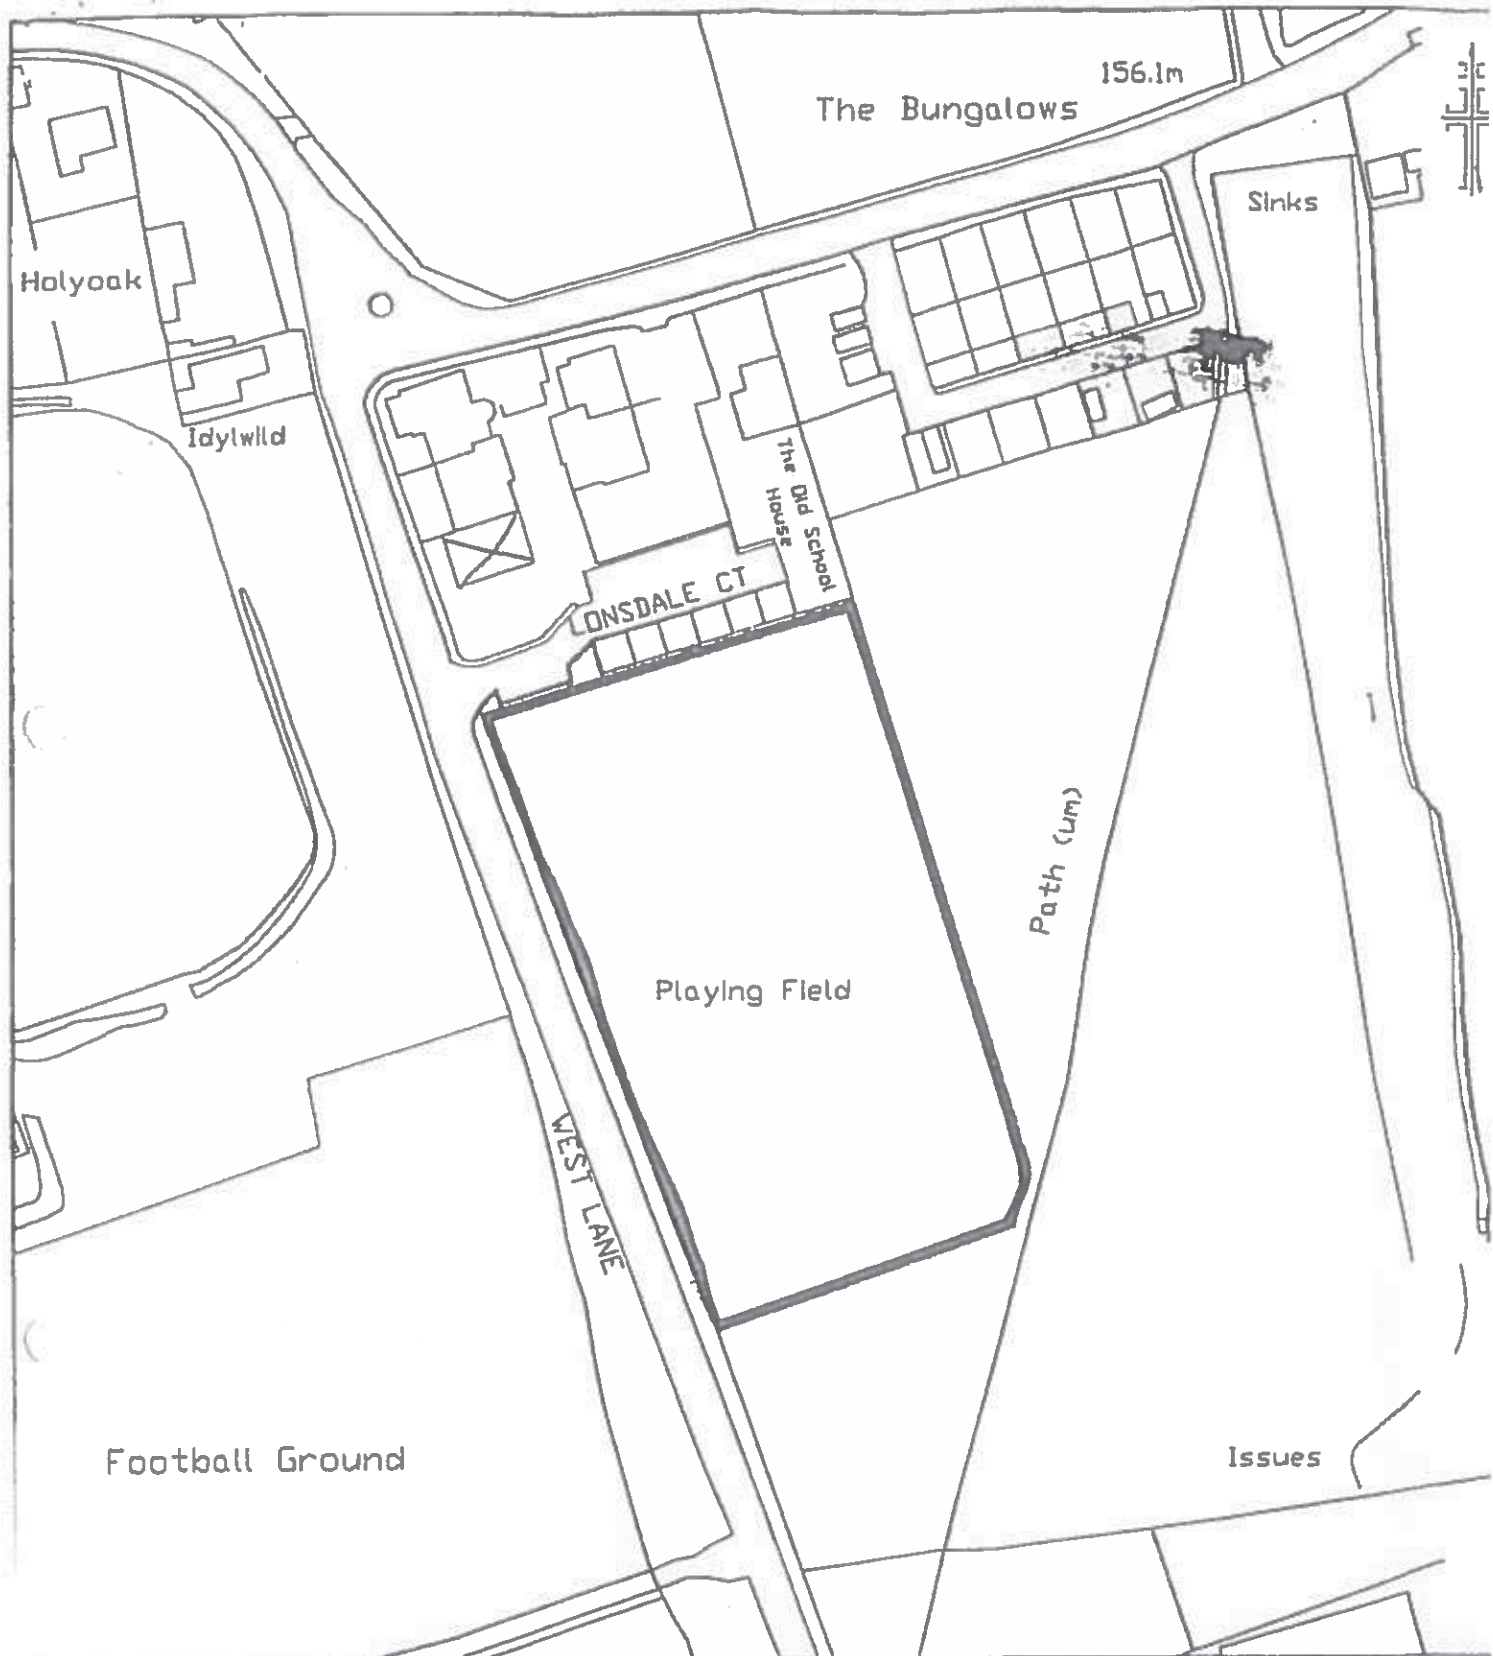 156.1m
The Bungalows
Sinks
Holyoak
Idylwild
The Old School
House
LONSDALE CT
Path (um)
Playing Field
WEST LANE
Football Ground
Issues